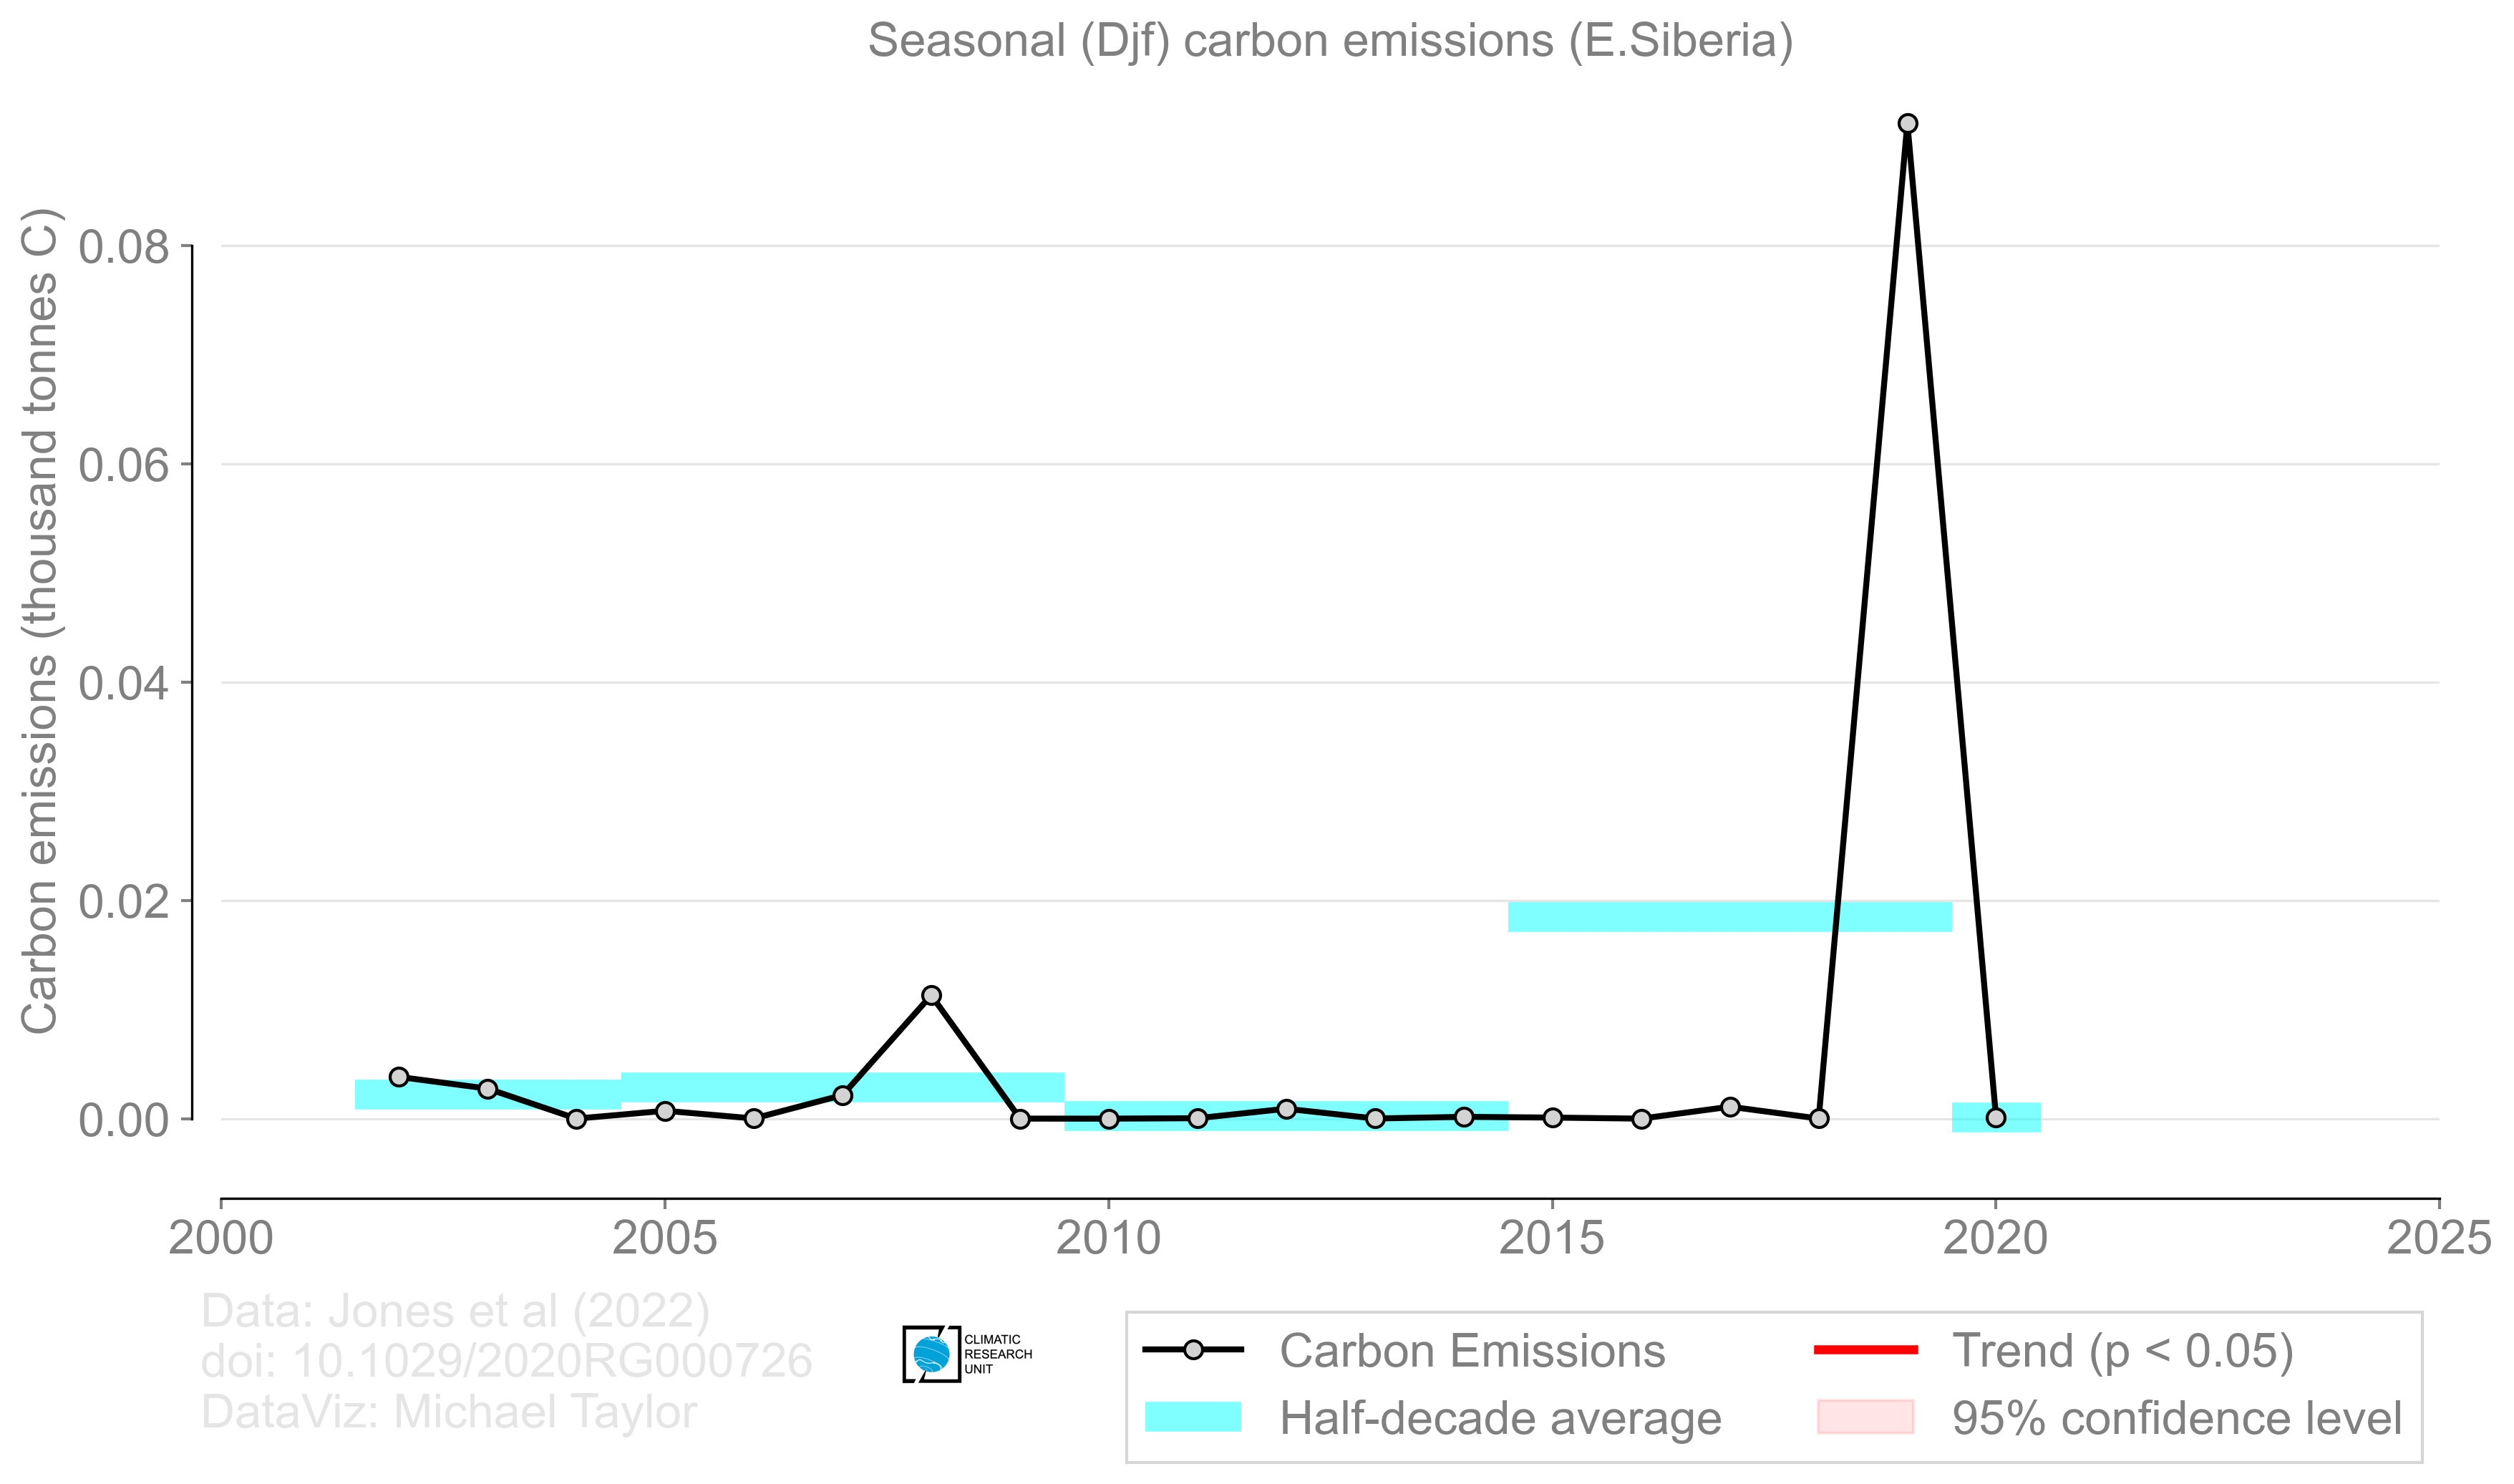 Seasonal (Djf) carbon emissions (E.Siberia)
Carbon emissions (thousand tonnes C)
0.08
0.06
0.04
0.02
0.00
2000 2005 2010 2015 2020 2025
Data: Jones et al (2022)
doi: 10.1029/2020RG000726
DataViz: Michael Taylor
CLIMATIC
RESEARCH
UNIT
Carbon Emissions
Half-decade average
Trend (p < 0.05)
95% confidence level